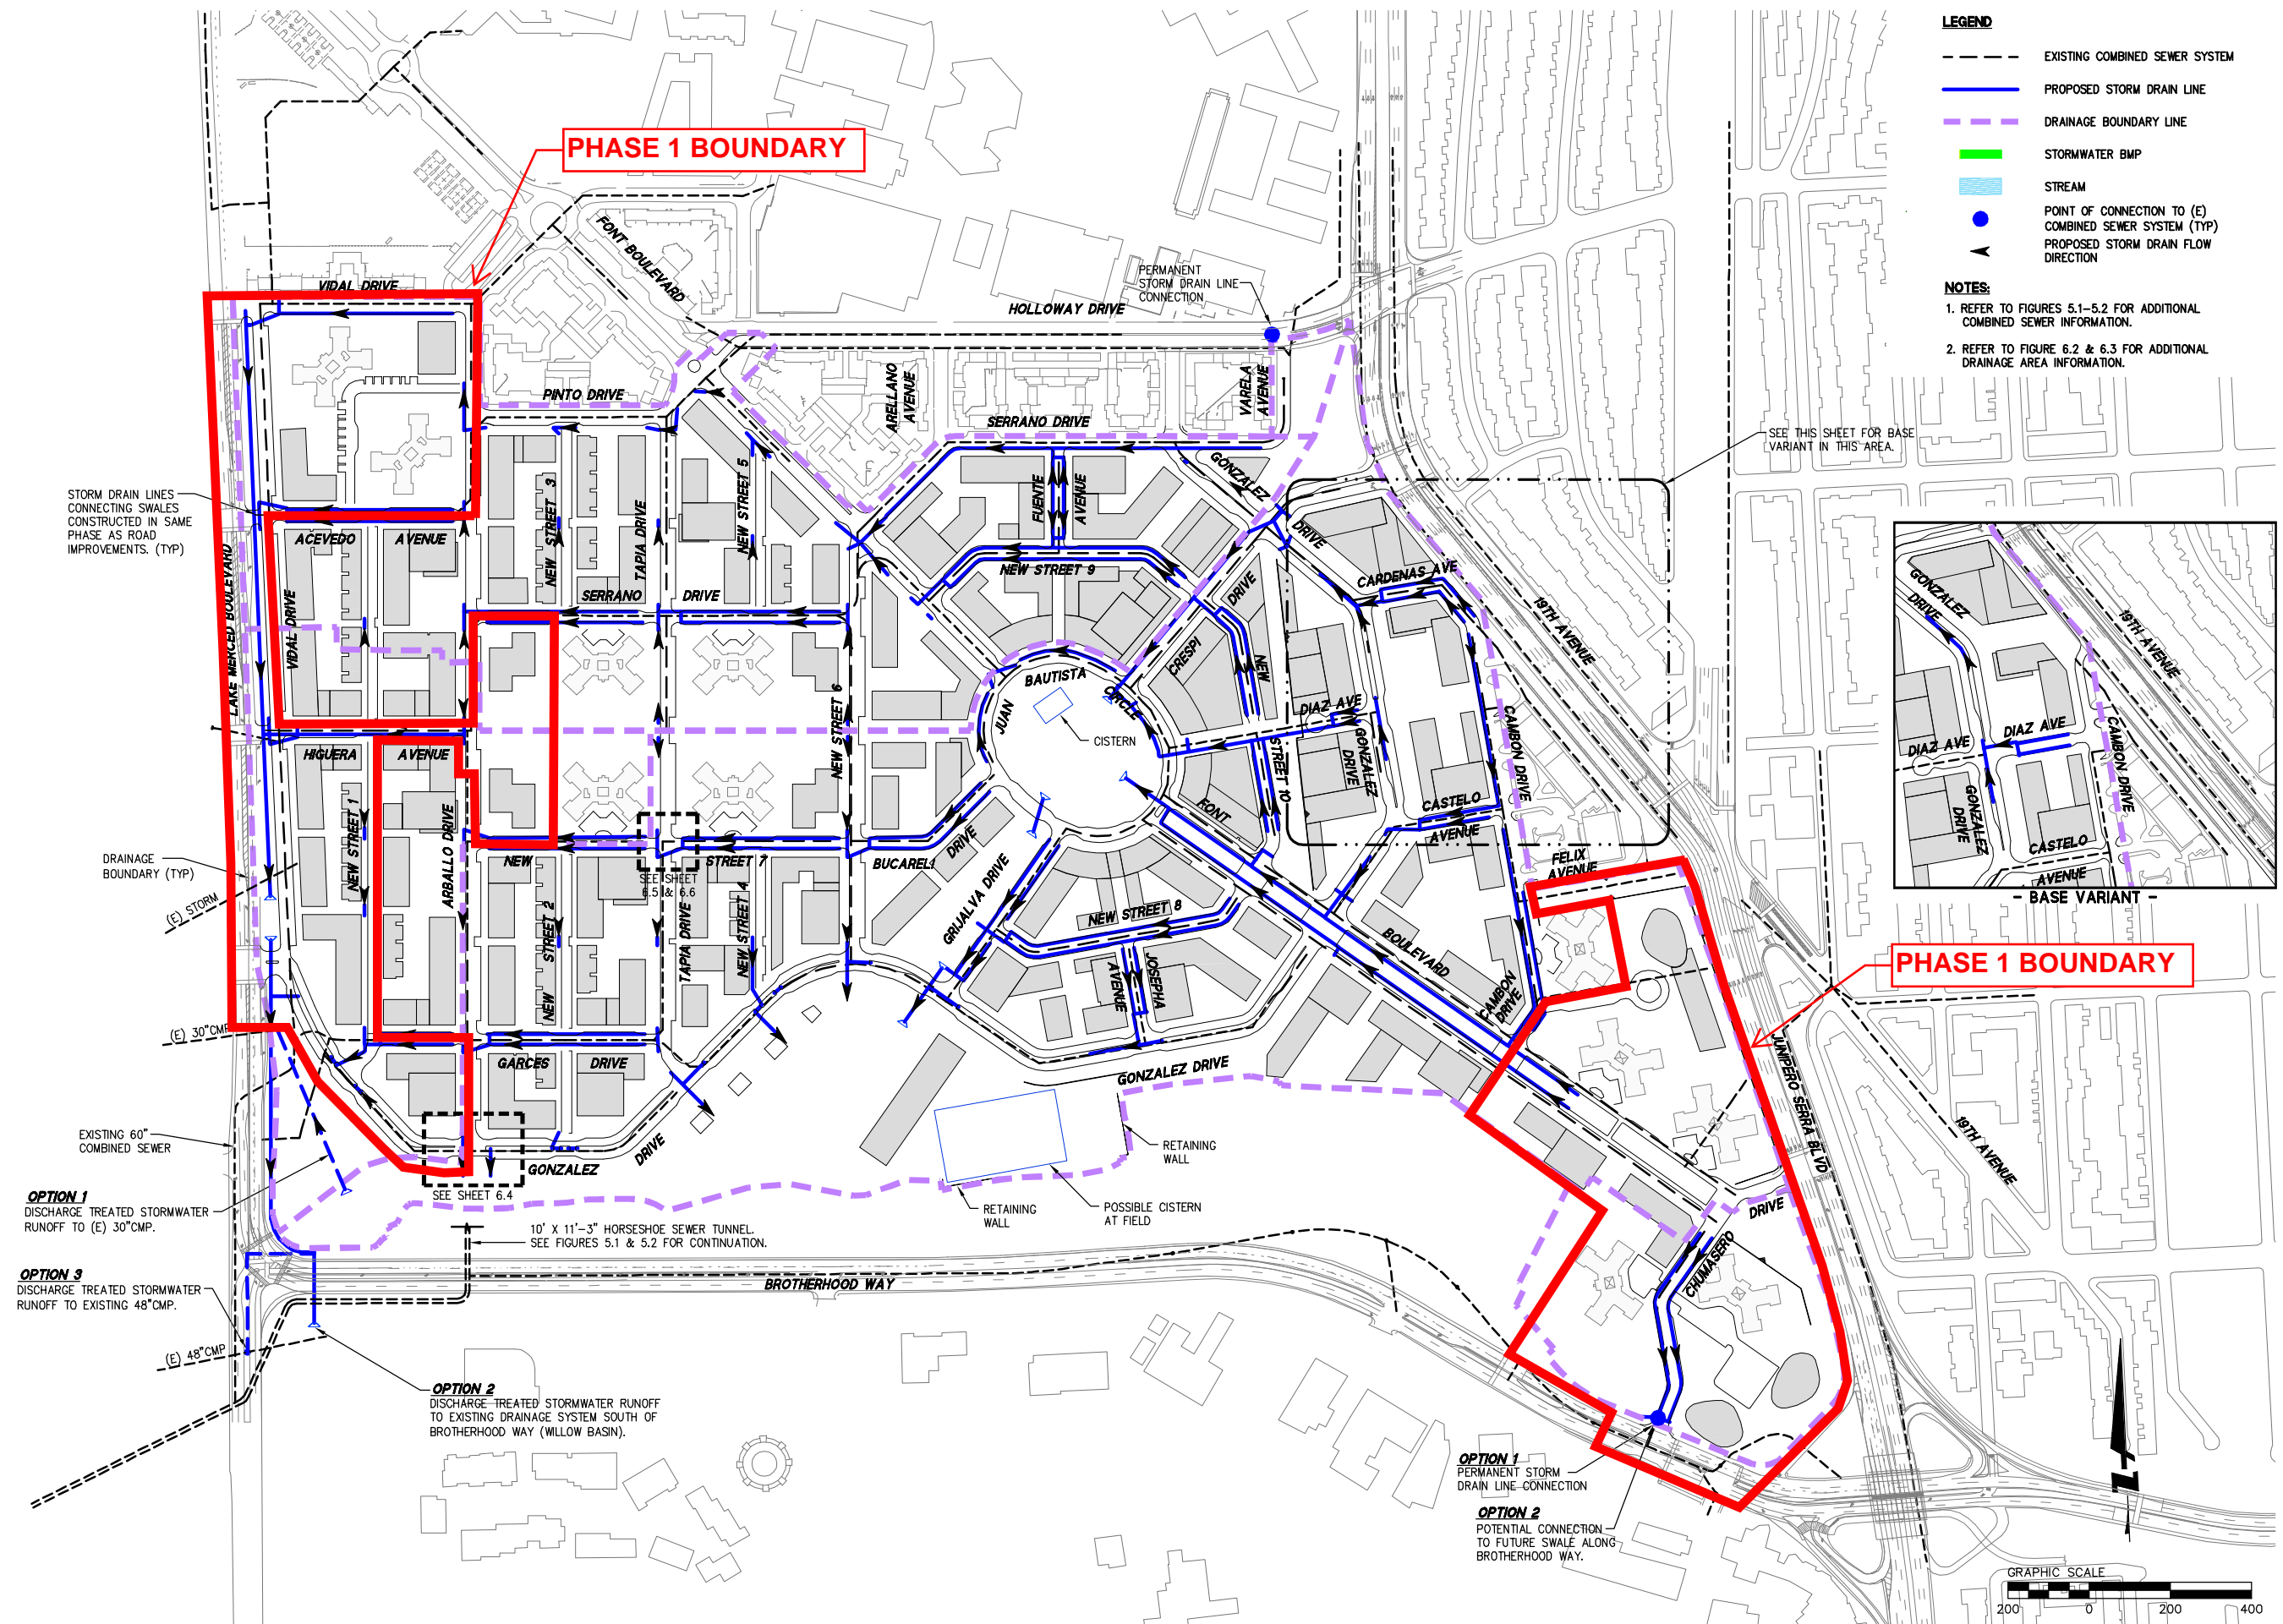 LEGEND
EXISTING COMBINED SEWER SYSTEM
PROPOSED STORM DRAIN LINE
DRAINAGE BOUNDARY LINE
STORMWATER BMP
STREAM
POINT OF CONNECTION TO (E)
COMBINED SEWER SYSTEM (TYP)
PROPOSED STORM DRAIN FLOW
DIRECTION
NOTES:
1. REFER TO FIGURES 5.1-5.2 FOR ADDITIONAL
COMBINED SEWER INFORMATION.
2. REFER TO FIGURE 6.2 & 6.3 FOR ADDITIONAL
DRAINAGE AREA INFORMATION.
PHASE 1 BOUNDARY
FONT BOULEVARD
VIDAL DRIVE
PERMANENT
STORM DRAIN LINE
CONNECTION
HOLLOWAY DRIVE
PINTO DRIVE
ARELLANO
AVENUE
VARELA
AVENUE
SERRANO DRIVE
SEE THIS SHEET FOR BASE
VARIANT IN THIS AREA.
STORM DRAIN LINES
CONNECTING SWALES
CONSTRUCTED IN SAME
PHASE AS ROAD
IMPROVEMENTS. (TYP)
ACEVEDO AVENUE
NEW STREET 3
TAPIA DRIVE
NEW STREET 5
FUENTE
AVENUE
GONZALEZ
DRIVE
NEW STREET 9
CARDENAS AVE
19TH AVENUE
SERRANO DRIVE
LAKE MERCED BOULEVARD
VIDAL DRIVE
NEW STREET 6
JUAN
BAUTISTA
CIRCLE
CRESPI
DRIVE
NEW
STREET 10
CISTERN
DIAZ AVE
GONZALEZ
DRIVE
CAMBON DRIVE
HIGUERA AVENUE
NEW STREET 1
ARBALLO DRIVE
NEW STREET 7
SEE SHEET
6.5 & 6.6
BUCARELI
DRIVE
GRIJALVA DRIVE
FONT
BOULEVARD
CASTELO
AVENUE
FELIX
AVENUE
DRAINAGE
BOUNDARY (TYP)
(E) STORM
NEW STREET 2
TAPIA DRIVE
NEW STREET 4
NEW STREET 8
AVENUE
JOSEPHA
CAMBON
DRIVE
GONZALEZ
DRIVE
DIAZ AVE
DIAZ AVE
GONZALEZ
DRIVE
CASTELO
AVENUE
CAMBON DRIVE
19TH AVENUE
- BASE VARIANT -
PHASE 1 BOUNDARY
(E) 30"CMP
GARCES DRIVE
GONZALEZ DRIVE
JUNIPERO SERRA BLVD
19TH AVENUE
EXISTING 60"
COMBINED SEWER
GONZALEZ
DRIVE
SEE SHEET 6.4
RETAINING
WALL
RETAINING
WALL
POSSIBLE CISTERN
AT FIELD
DRIVE
CHUMASERO
OPTION 1
DISCHARGE TREATED STORMWATER
RUNOFF TO (E) 30"CMP.
10' X 11'-3" HORSESHOE SEWER TUNNEL.
SEE FIGURES 5.1 & 5.2 FOR CONTINUATION.
OPTION 3
DISCHARGE TREATED STORMWATER
RUNOFF TO EXISTING 48"CMP.
BROTHERHOOD WAY
(E) 48"CMP
OPTION 2
DISCHARGE TREATED STORMWATER RUNOFF
TO EXISTING DRAINAGE SYSTEM SOUTH OF
BROTHERHOOD WAY (WILLOW BASIN).
OPTION 1
PERMANENT STORM
DRAIN LINE CONNECTION
OPTION 2
POTENTIAL CONNECTION
TO FUTURE SWALE ALONG
BROTHERHOOD WAY.
GRAPHIC SCALE
200 0 200 400